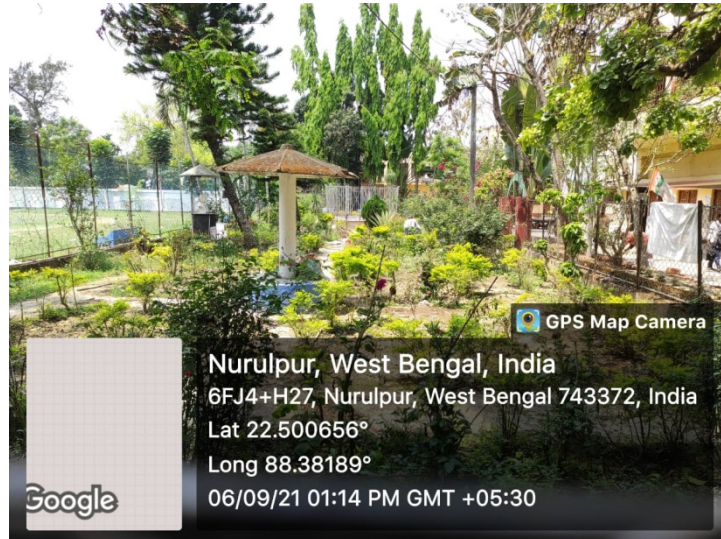 GPS Map Camera
Nurulpur, West Bengal, India
6FJ4+H27, Nurulpur, West Bengal 743372, India
Lat 22.500656°
Long 88.38189°
06/09/21 01:14 PM GMT +05:30
Google